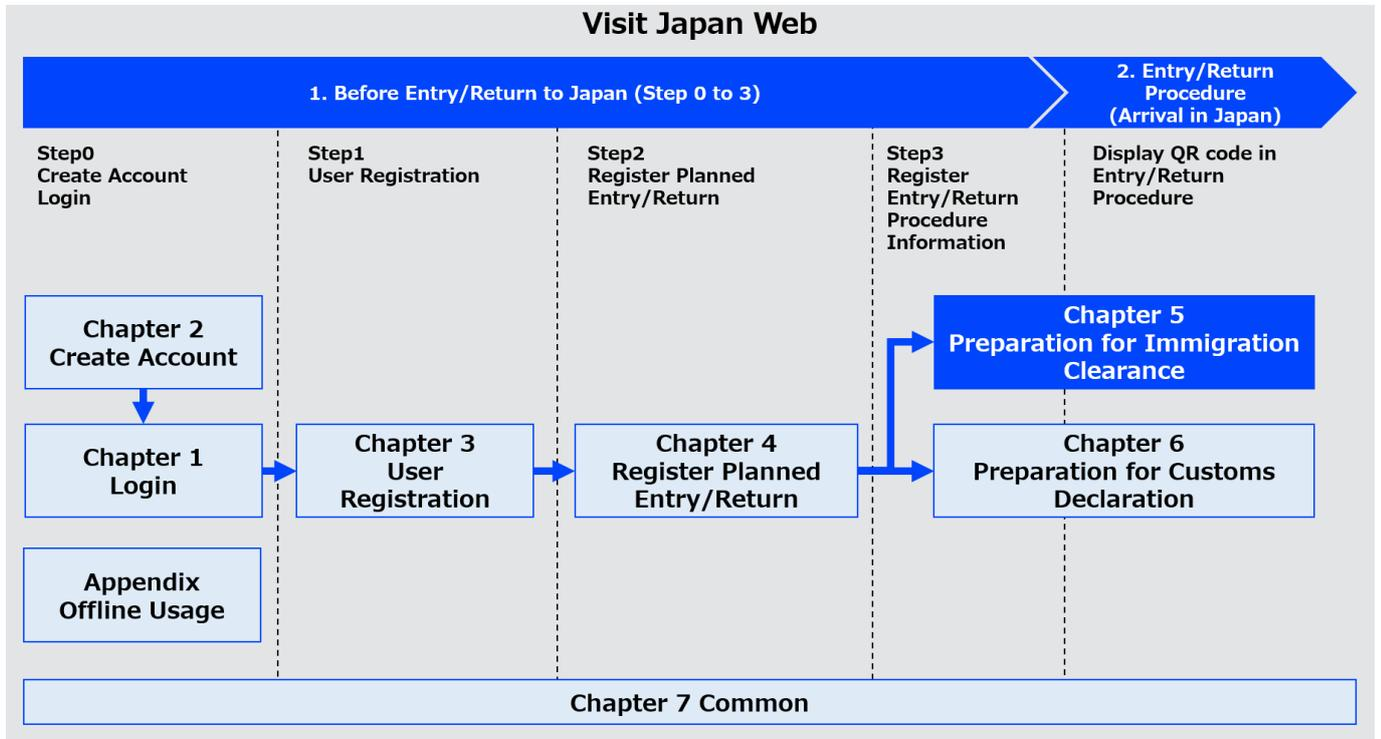 Visit Japan Web
1. Before Entry/Return to Japan (Step 0 to 3)
2. Entry/Return
Procedure
(Arrival in Japan)
Step0
Create Account
Login
Step1
User Registration
Step2
Register Planned
Entry/Return
Step3
Register
Entry/Return
Procedure
Information
Display QR code in
Entry/Return
Procedure
Chapter 2
Create Account
Chapter 5
Preparation for Immigration
Clearance
Chapter 1
Login
Chapter 3
User
Registration
Chapter 4
Register Planned
Entry/Return
Chapter 6
Preparation for Customs
Declaration
Appendix
Offline Usage
Chapter 7 Common